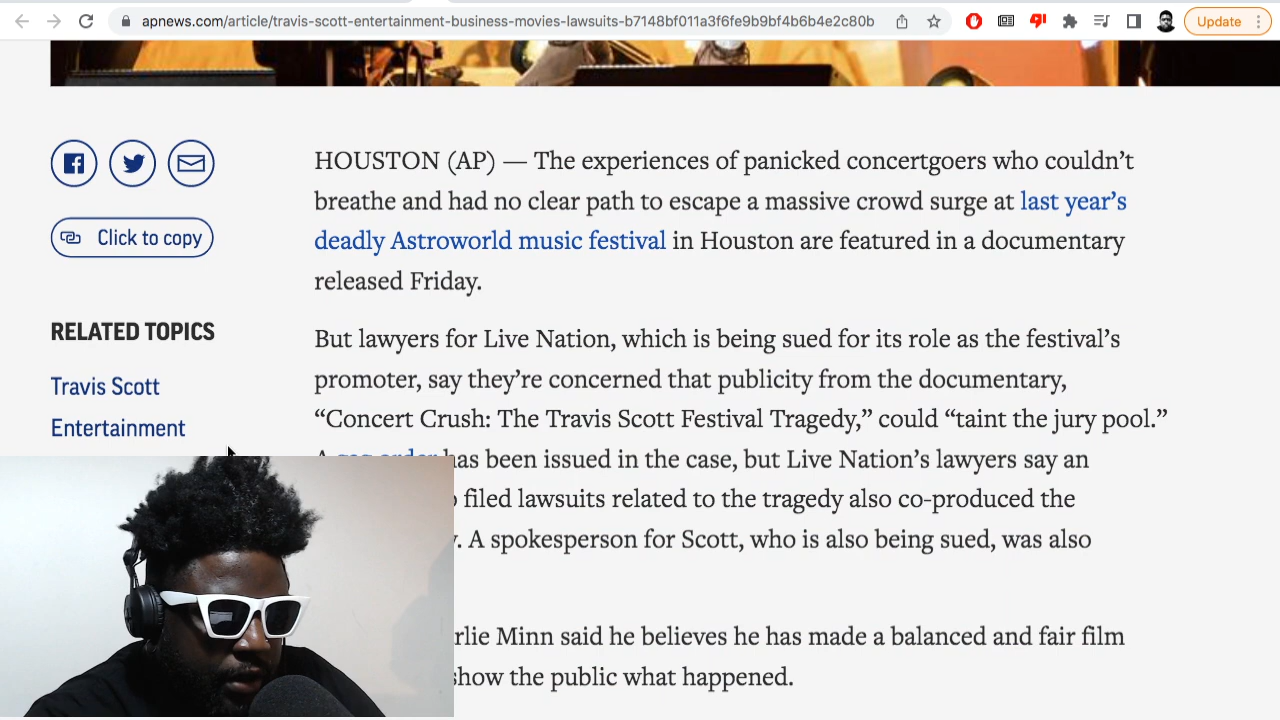 apnews.com/article/travis-scott-entertainment-business-movies-lawsuits-b7148bf011a3f6fe9b9bf4b6b4e2c80b
Update
Click to copy
RELATED TOPICS
Travis Scott
Entertainment
HOUSTON (AP) — The experiences of panicked concertgoers who couldn’t
breathe and had no clear path to escape a massive crowd surge at last year’s
deadly Astroworld music festival in Houston are featured in a documentary
released Friday.
But lawyers for Live Nation, which is being sued for its role as the festival’s
promoter, say they’re concerned that publicity from the documentary,
“Concert Crush: The Travis Scott Festival Tragedy,” could “taint the jury pool.”
A gag order has been issued in the case, but Live Nation’s lawyers say an
filed lawsuits related to the tragedy also co-produced the
A spokesperson for Scott, who is also being sued, was also
rlie Minn said he believes he has made a balanced and fair film
show the public what happened.